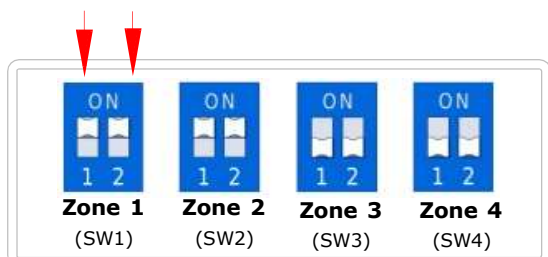 ON ON ON ON
1 2 1 2 1 2 1 2
Zone 1 Zone 2 Zone 3 Zone 4
(SW1) (SW2) (SW3) (SW4)